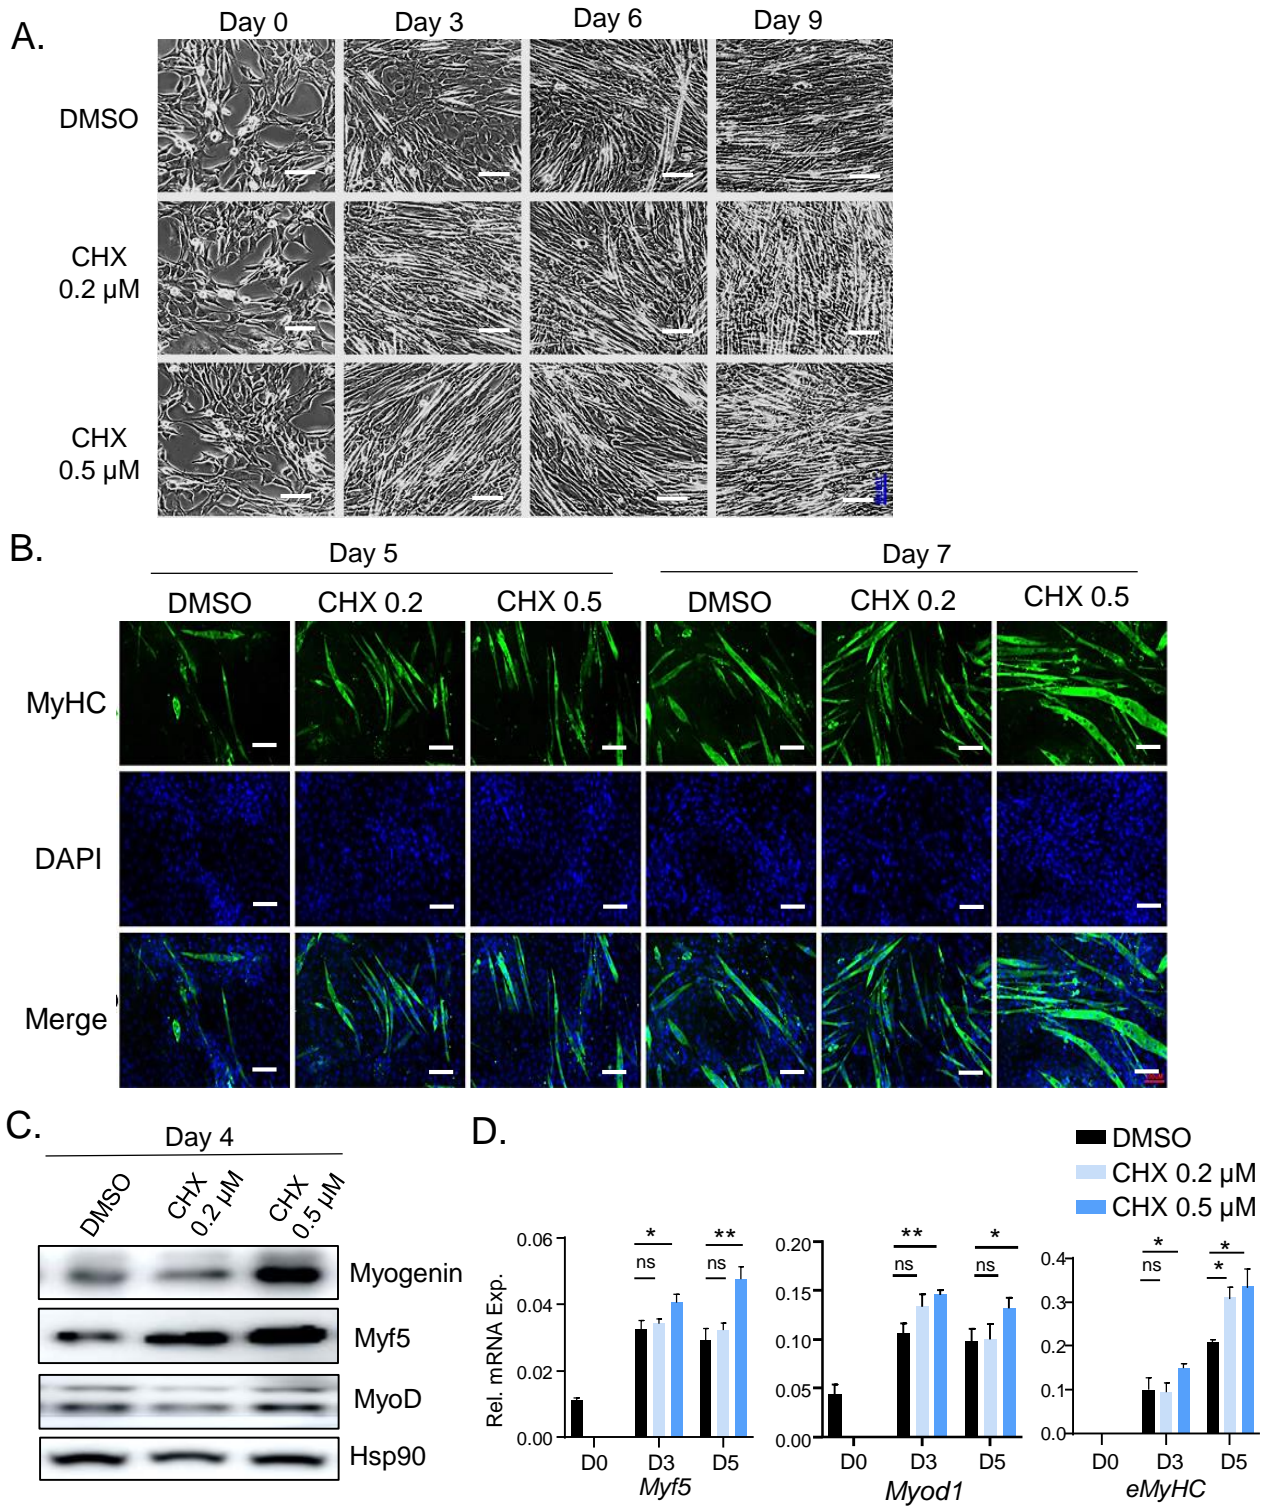 A.
Day 0 Day 3 Day 6 Day 9
DMSO
CHX
0.2 µM
CHX
0.5 µM
B.
Day 5 Day 7
DMSO CHX 0.2 CHX 0.5 DMSO CHX 0.2 CHX 0.5
MyHC
DAPI
Merge
C.
Day 4
DMSO
CHX
0.2 µM
CHX
0.5 µM
Myogenin
Myf5
MyoD
Hsp90
D.
DMSO
CHX 0.2 µM
CHX 0.5 µM
Rel. mRNA Exp.
0.06
0.04
0.02
0.00
* **
ns ns
D0 D3 D5
Myf5
0.20
0.15
0.10
0.05
0.00
** *
ns ns
D0 D3 D5
Myod1
0.4
0.3
0.2
0.1
0.0
* *
ns *
D0 D3 D5
eMyHC